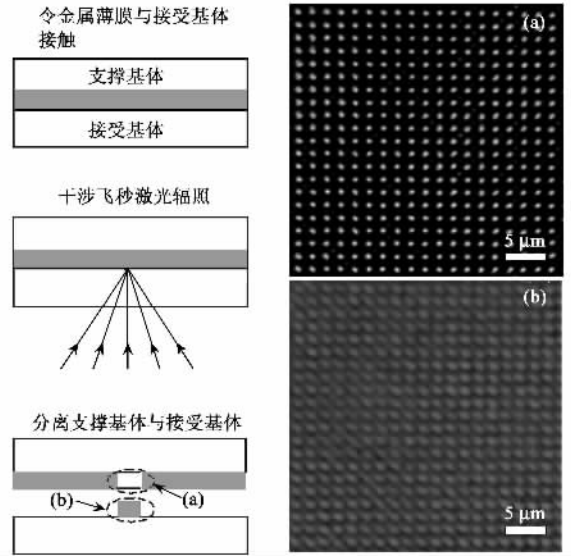 令金属薄膜与接受基体
接触
支撑基体
接受基体
干涉飞秒激光辐照
分离支撑基体与接受基体
(b)
(a)
(a)
5 μm
(b)
5 μm